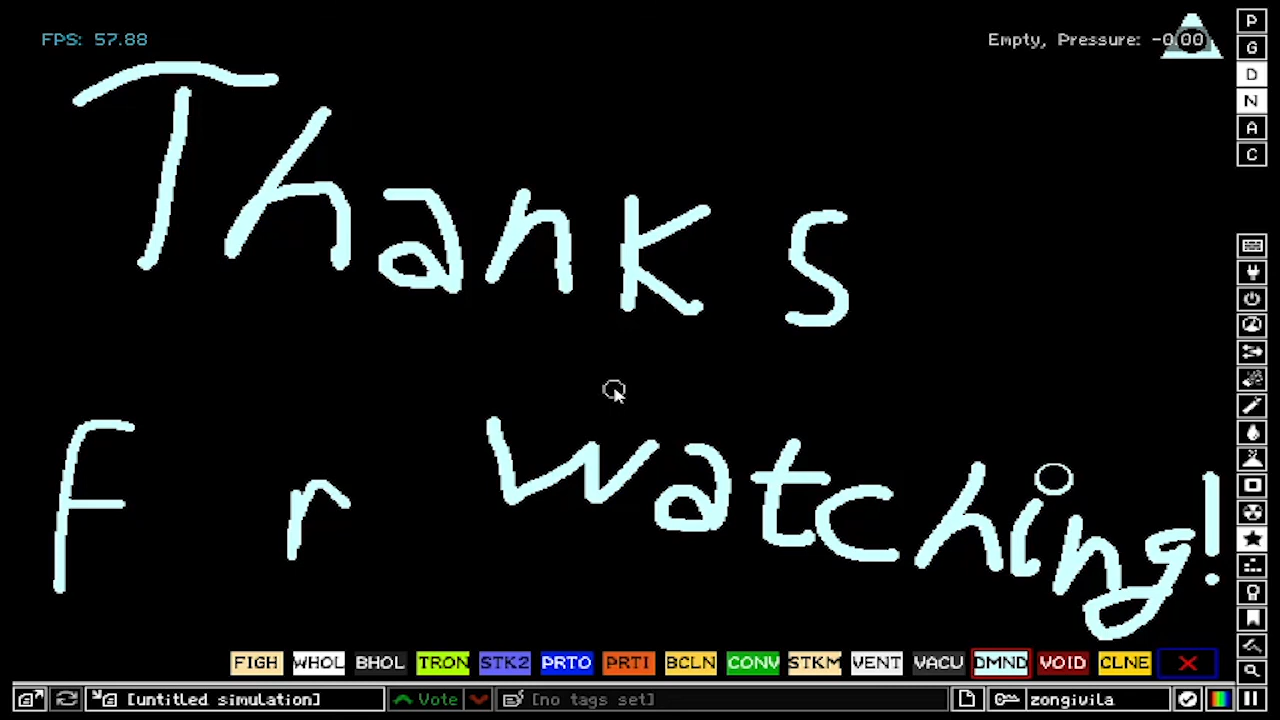 FPS: 57.88
Empty, Pressure: -0.00
P
G
D
N
A
C
Thanks
F r watching!
FIGH WHOL BHOL TRON STK2 PRTO PRTI BCLN CONV STKM VENT VACU DMND VOID CLNE X
[untitled simulation] Vote [no tags set] zongivila